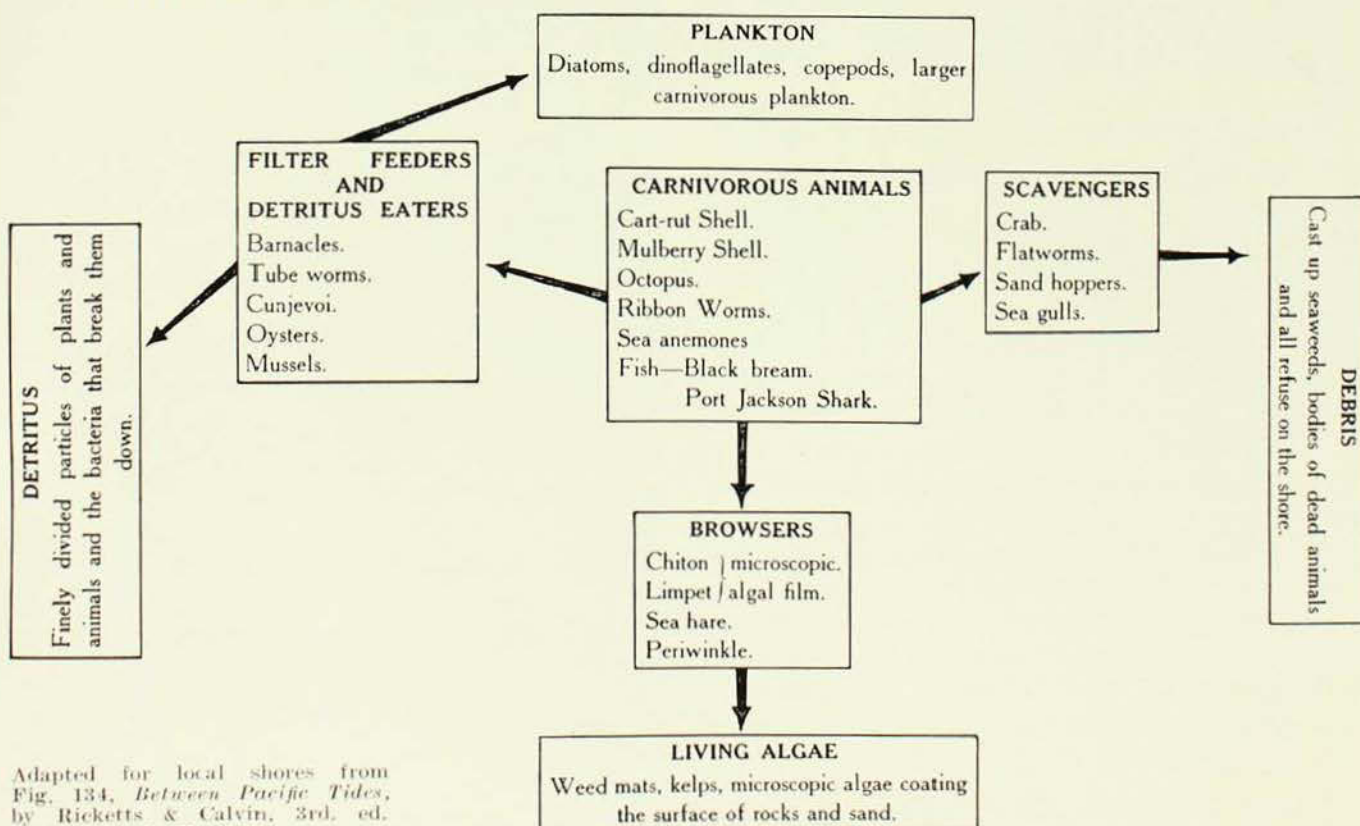 PLANKTON
Diatoms, dinoflagellates, copepods, larger
carnivorous plankton.
FILTER FEEDERS
AND
DETRITUS EATERS
Barnacles.
Tube worms.
Cunjevoi.
Oysters.
Mussels.
CARNIVOROUS ANIMALS
Cart-rut Shell.
Mulberry Shell.
Octopus.
Ribbon Worms.
Sea anemones
Fish—Black bream.
Port Jackson Shark.
SCAVENGERS
Crab.
Flatworms.
Sand hoppers.
Sea gulls.
DETRITUS
Finely divided particles of plants and
animals and the bacteria that break them
down.
DEBRIS
Cast up seaweeds, bodies of dead animals
and all refuse on the shore.
BROWSERS
Chiton } microscopic.
Limpet } algal film.
Sea hare.
Periwinkle.
LIVING ALGAE
Weed mats, kelps, microscopic algae coating
the surface of rocks and sand.
Adapted for local shores from
Fig. 134, Between Pacific Tides,
by Ricketts & Calvin, 3rd. ed.